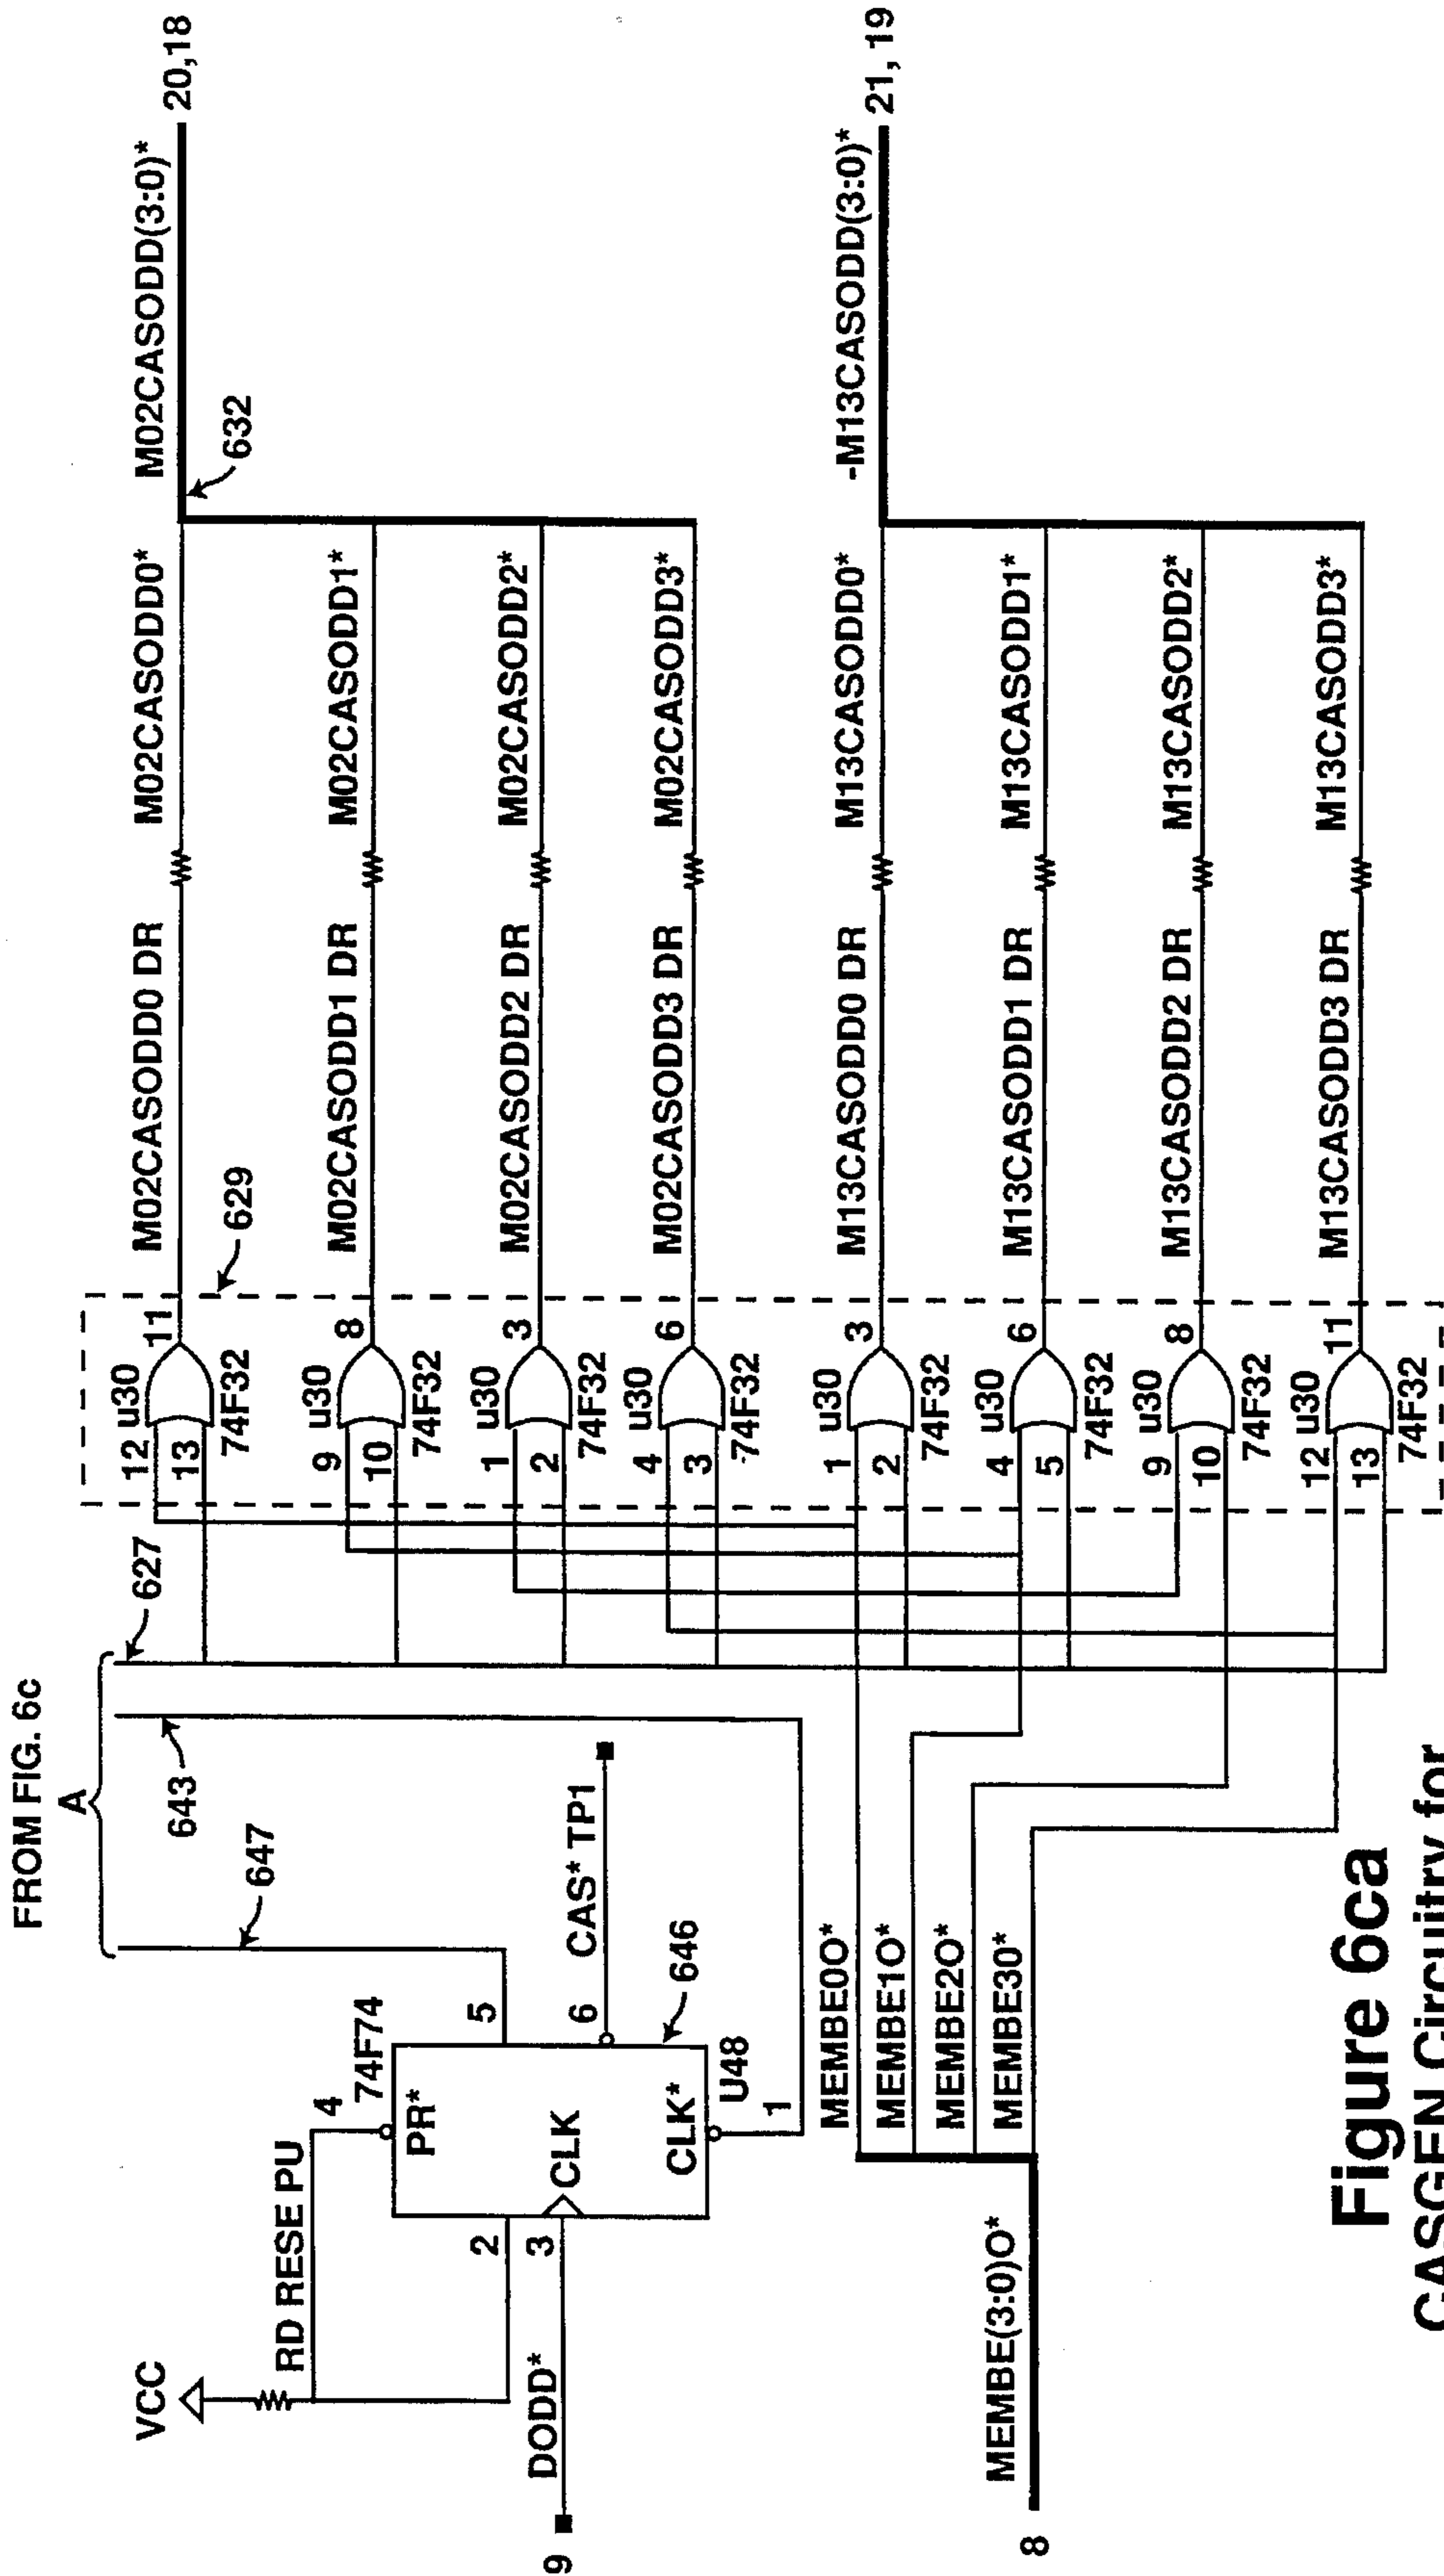 FROM FIG. 6c
A
647
643
627
629
632
VCC
RD RESE PU
4
74F74
PR*
2
5
DODD*
3
CLK
6
CAS* TP1
9
CLK*
646
U48
1
12
13
u30
11
74F32
M02CASODD0 DR
M02CASODD0*
M02CASODD(3:0)*
20,18
9
10
u30
8
74F32
M02CASODD1 DR
M02CASODD1*
1
2
u30
3
74F32
M02CASODD2 DR
M02CASODD2*
4
3
u30
6
74F32
M02CASODD3 DR
M02CASODD3*
1
2
u30
3
74F32
M13CASODD0 DR
M13CASODD0*
-M13CASODD(3:0)*
21, 19
4
5
u30
6
74F32
M13CASODD1 DR
M13CASODD1*
9
10
u30
8
74F32
M13CASODD2 DR
M13CASODD2*
12
13
u30
11
74F32
M13CASODD3 DR
M13CASODD3*
MEMBE0O*
MEMBE1O*
MEMBE2O*
MEMBE3O*
MEMBE(3:0)O*
8
Figure 6ca
CASGEN Circuitry for